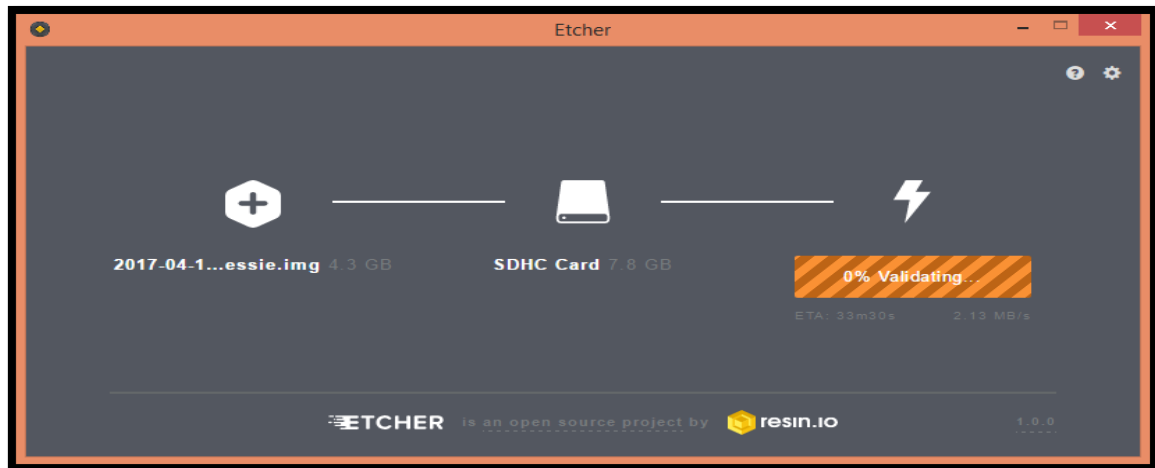 Etcher
2017-04-1...essie.img 4.3 GB
SDHC Card 7.8 GB
0% Validating...
ETA: 33m30s 2.13 MB/s
ETCHER is an open source project by resin.io 1.0.0